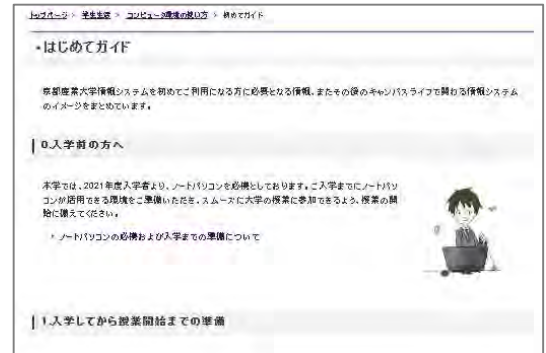 トップページ > 学生生活 > コンピュータ環境の使い方 > 初めてガイド
・はじめてガイド
京都産業大学情報システムを初めてご利用になる方に必要となる情報、またその後のキャンパスライフで関わる情報システム
のイメージをまとめています。
0.入学前の方へ
本学では、2021年度入学者より、ノートパソコンを必携としております。ご入学までにノートパソ
コンが活用できる環境をご準備いただき、スムーズに大学の授業に参加できるよう、授業の開
始に備えてください。
› ノートパソコンの必携および入学までの準備について
1.入学してから授業開始までの準備